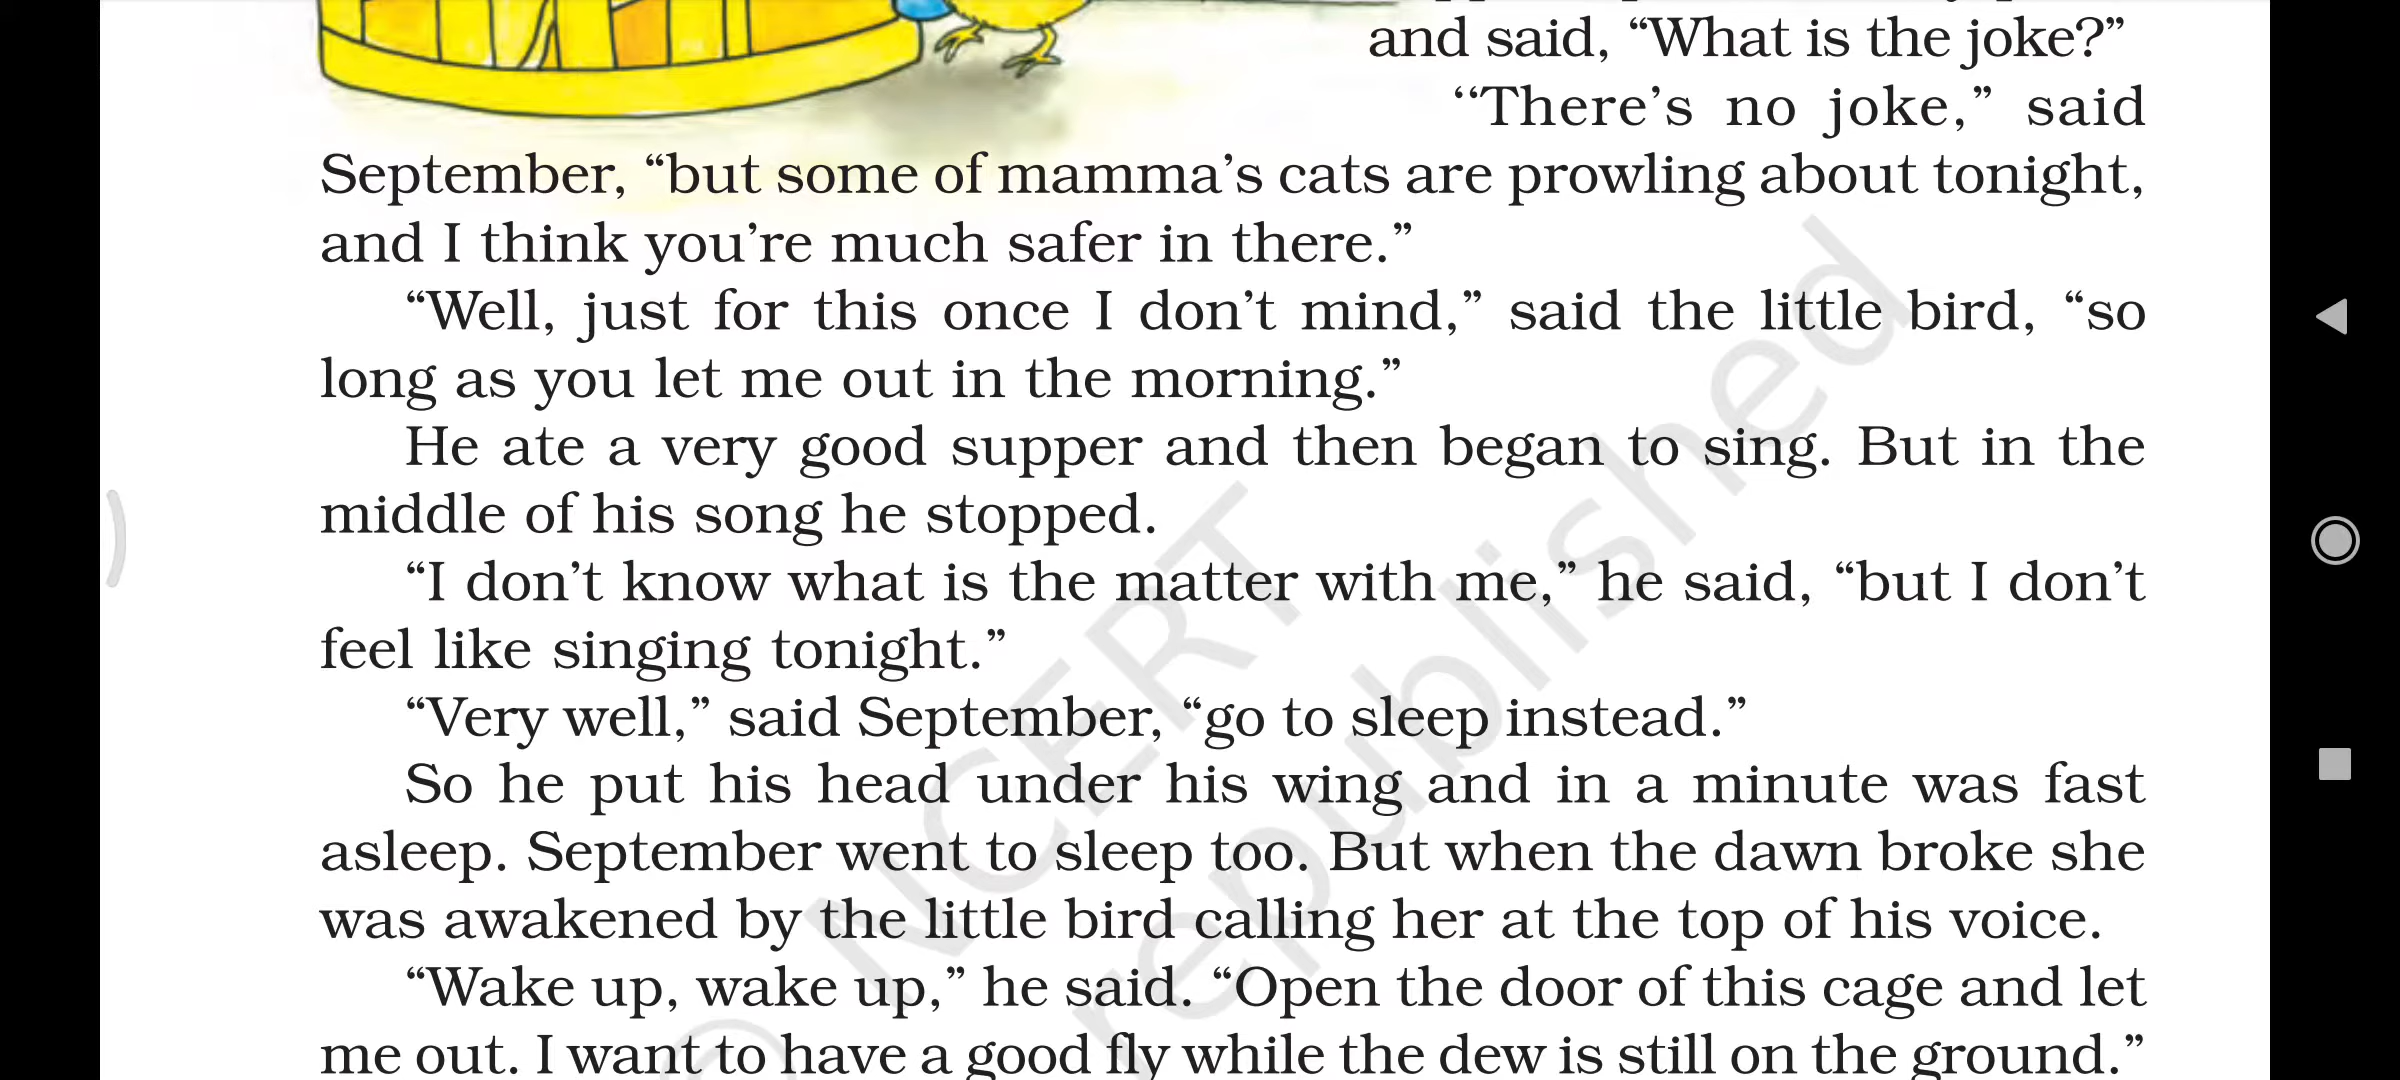 and said, “What is the joke?”
‘‘There’s no joke,” said
September, “but some of mamma’s cats are prowling about tonight,
and I think you’re much safer in there.”
“Well, just for this once I don’t mind,” said the little bird, “so
long as you let me out in the morning.”
He ate a very good supper and then began to sing. But in the
middle of his song he stopped.
“I don’t know what is the matter with me,” he said, “but I don’t
feel like singing tonight.”
“Very well,” said September, “go to sleep instead.”
So he put his head under his wing and in a minute was fast
asleep. September went to sleep too. But when the dawn broke she
was awakened by the little bird calling her at the top of his voice.
“Wake up, wake up,” he said. “Open the door of this cage and let
me out. I want to have a good fly while the dew is still on the ground.”
© NCERT
republished